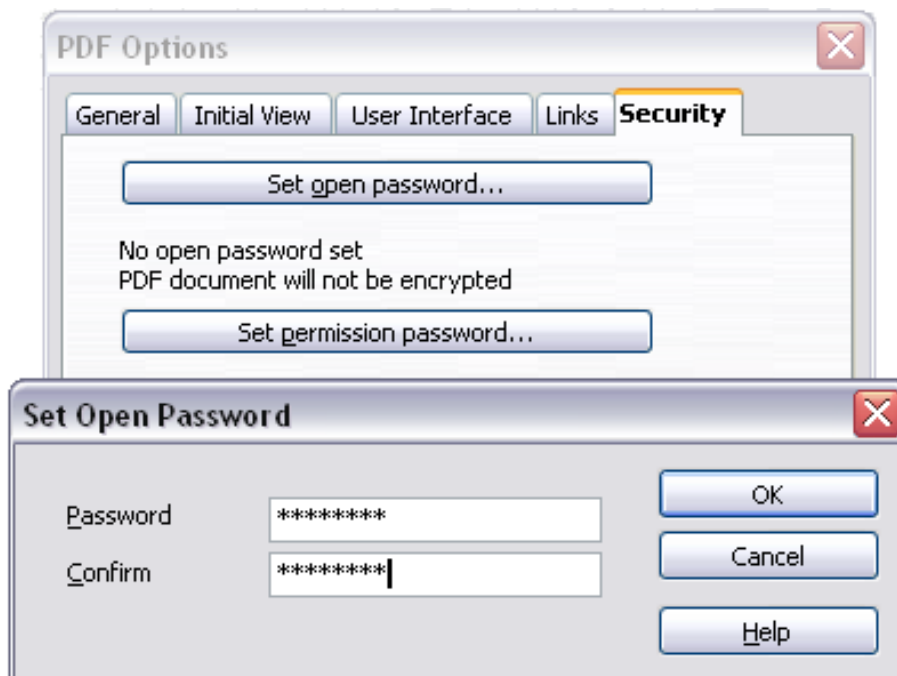 PDF Options
General Initial View User Interface Links Security
Set open password...
No open password set
PDF document will not be encrypted
Set permission password...
Set Open Password
Password ******** OK
Confirm ******** Cancel
Help